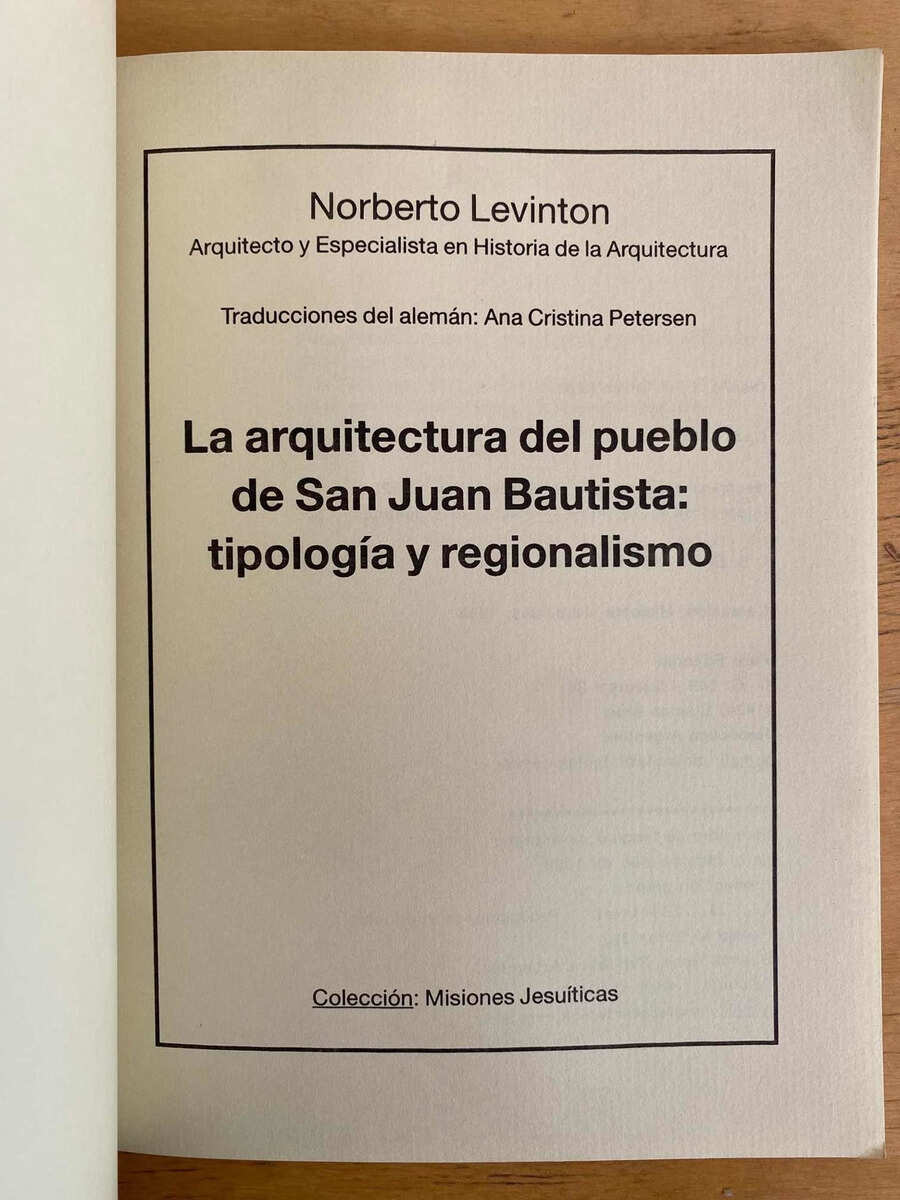 Norberto Levinton
Arquitecto y Especialista en Historia de la Arquitectura
Traducciones del alemán: Ana Cristina Petersen
La arquitectura del pueblo
de San Juan Bautista:
tipología y regionalismo
Colección: Misiones Jesuíticas